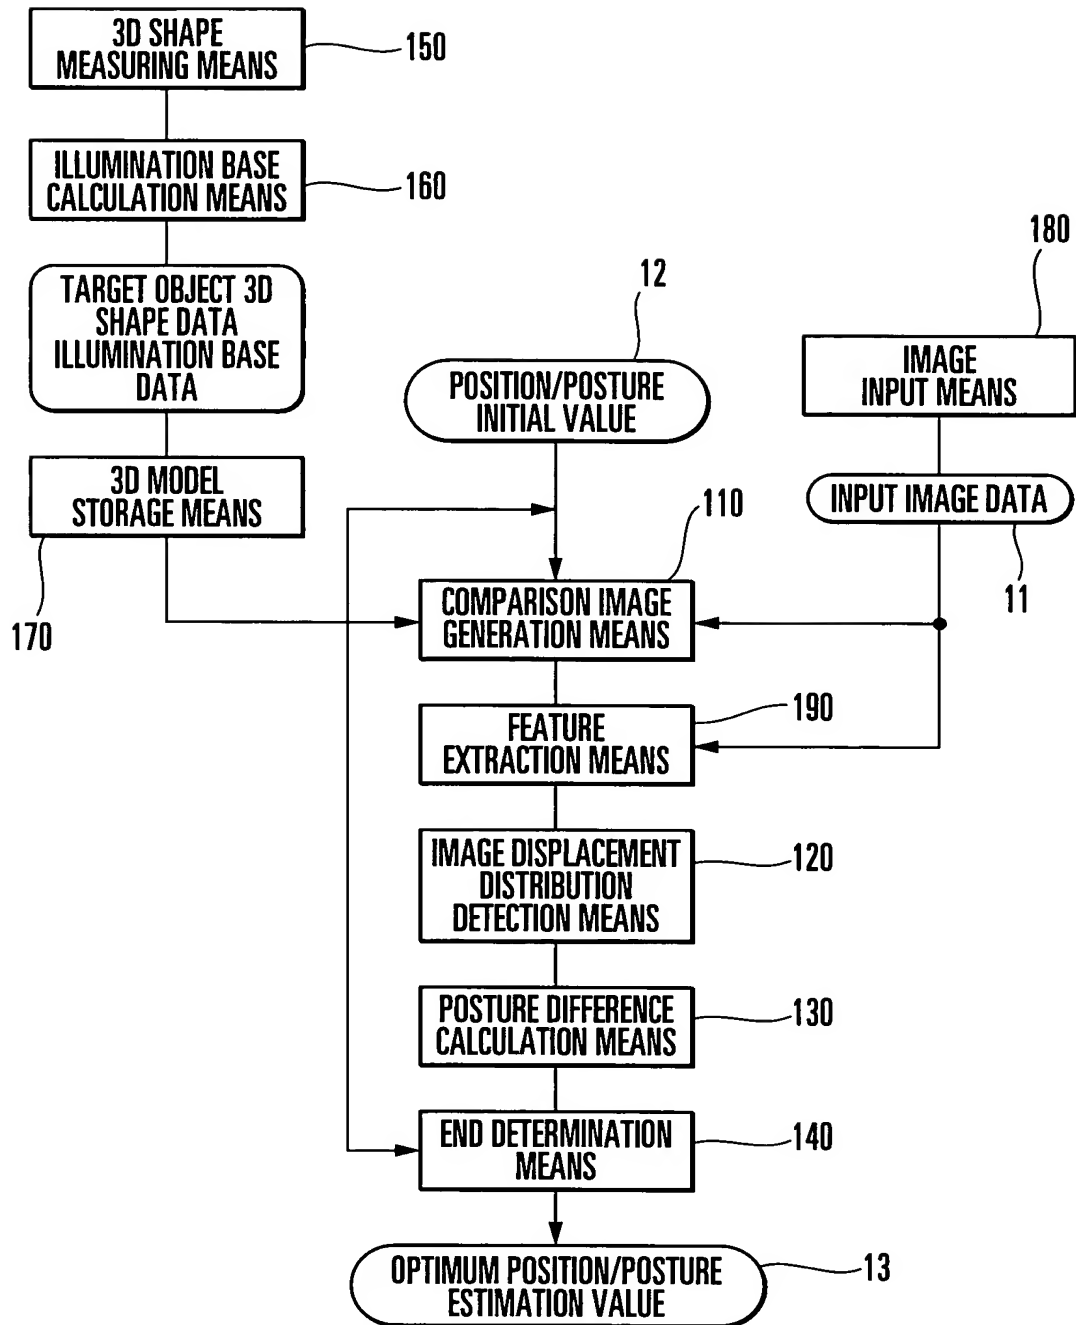 3D SHAPE
MEASURING MEANS
150
ILLUMINATION BASE
CALCULATION MEANS
160
TARGET OBJECT 3D
SHAPE DATA
ILLUMINATION BASE
DATA
3D MODEL
STORAGE MEANS
170
12
POSITION/POSTURE
INITIAL VALUE
180
IMAGE
INPUT MEANS
INPUT IMAGE DATA
11
110
COMPARISON IMAGE
GENERATION MEANS
190
FEATURE
EXTRACTION MEANS
IMAGE DISPLACEMENT
DISTRIBUTION
DETECTION MEANS
120
POSTURE DIFFERENCE
CALCULATION MEANS
130
END DETERMINATION
MEANS
140
OPTIMUM POSITION/POSTURE
ESTIMATION VALUE
13